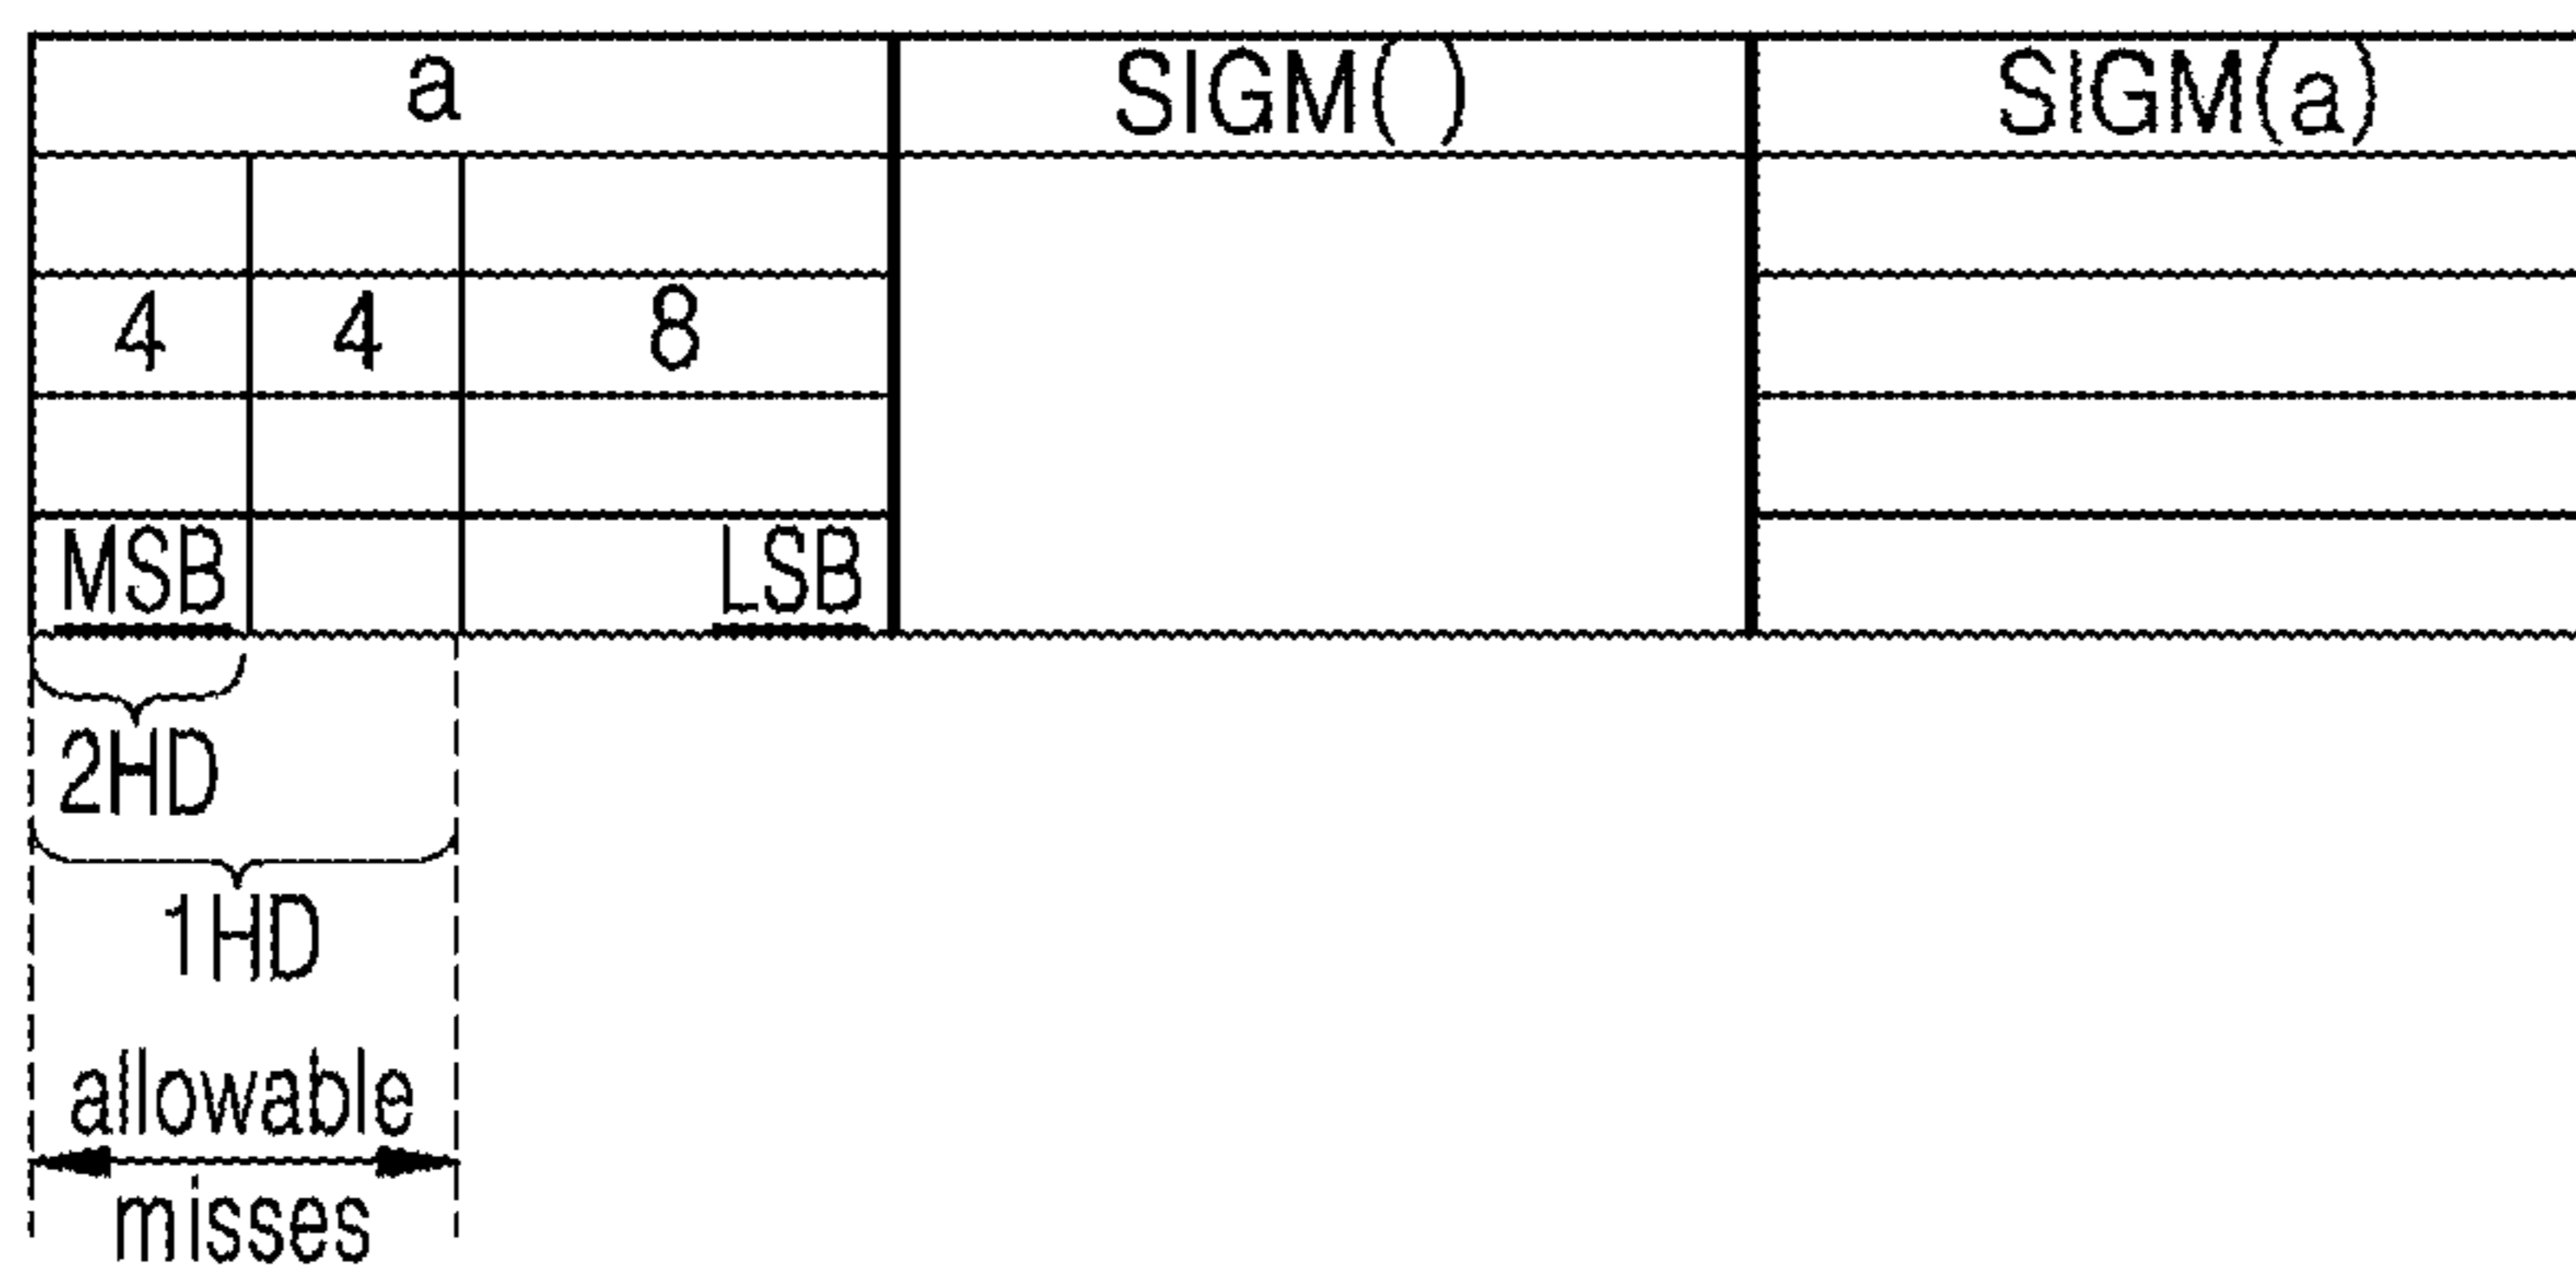 a SIGM( ) SIGM(a)
4 4 8
MSB LSB
2HD
1HD
allowable
misses